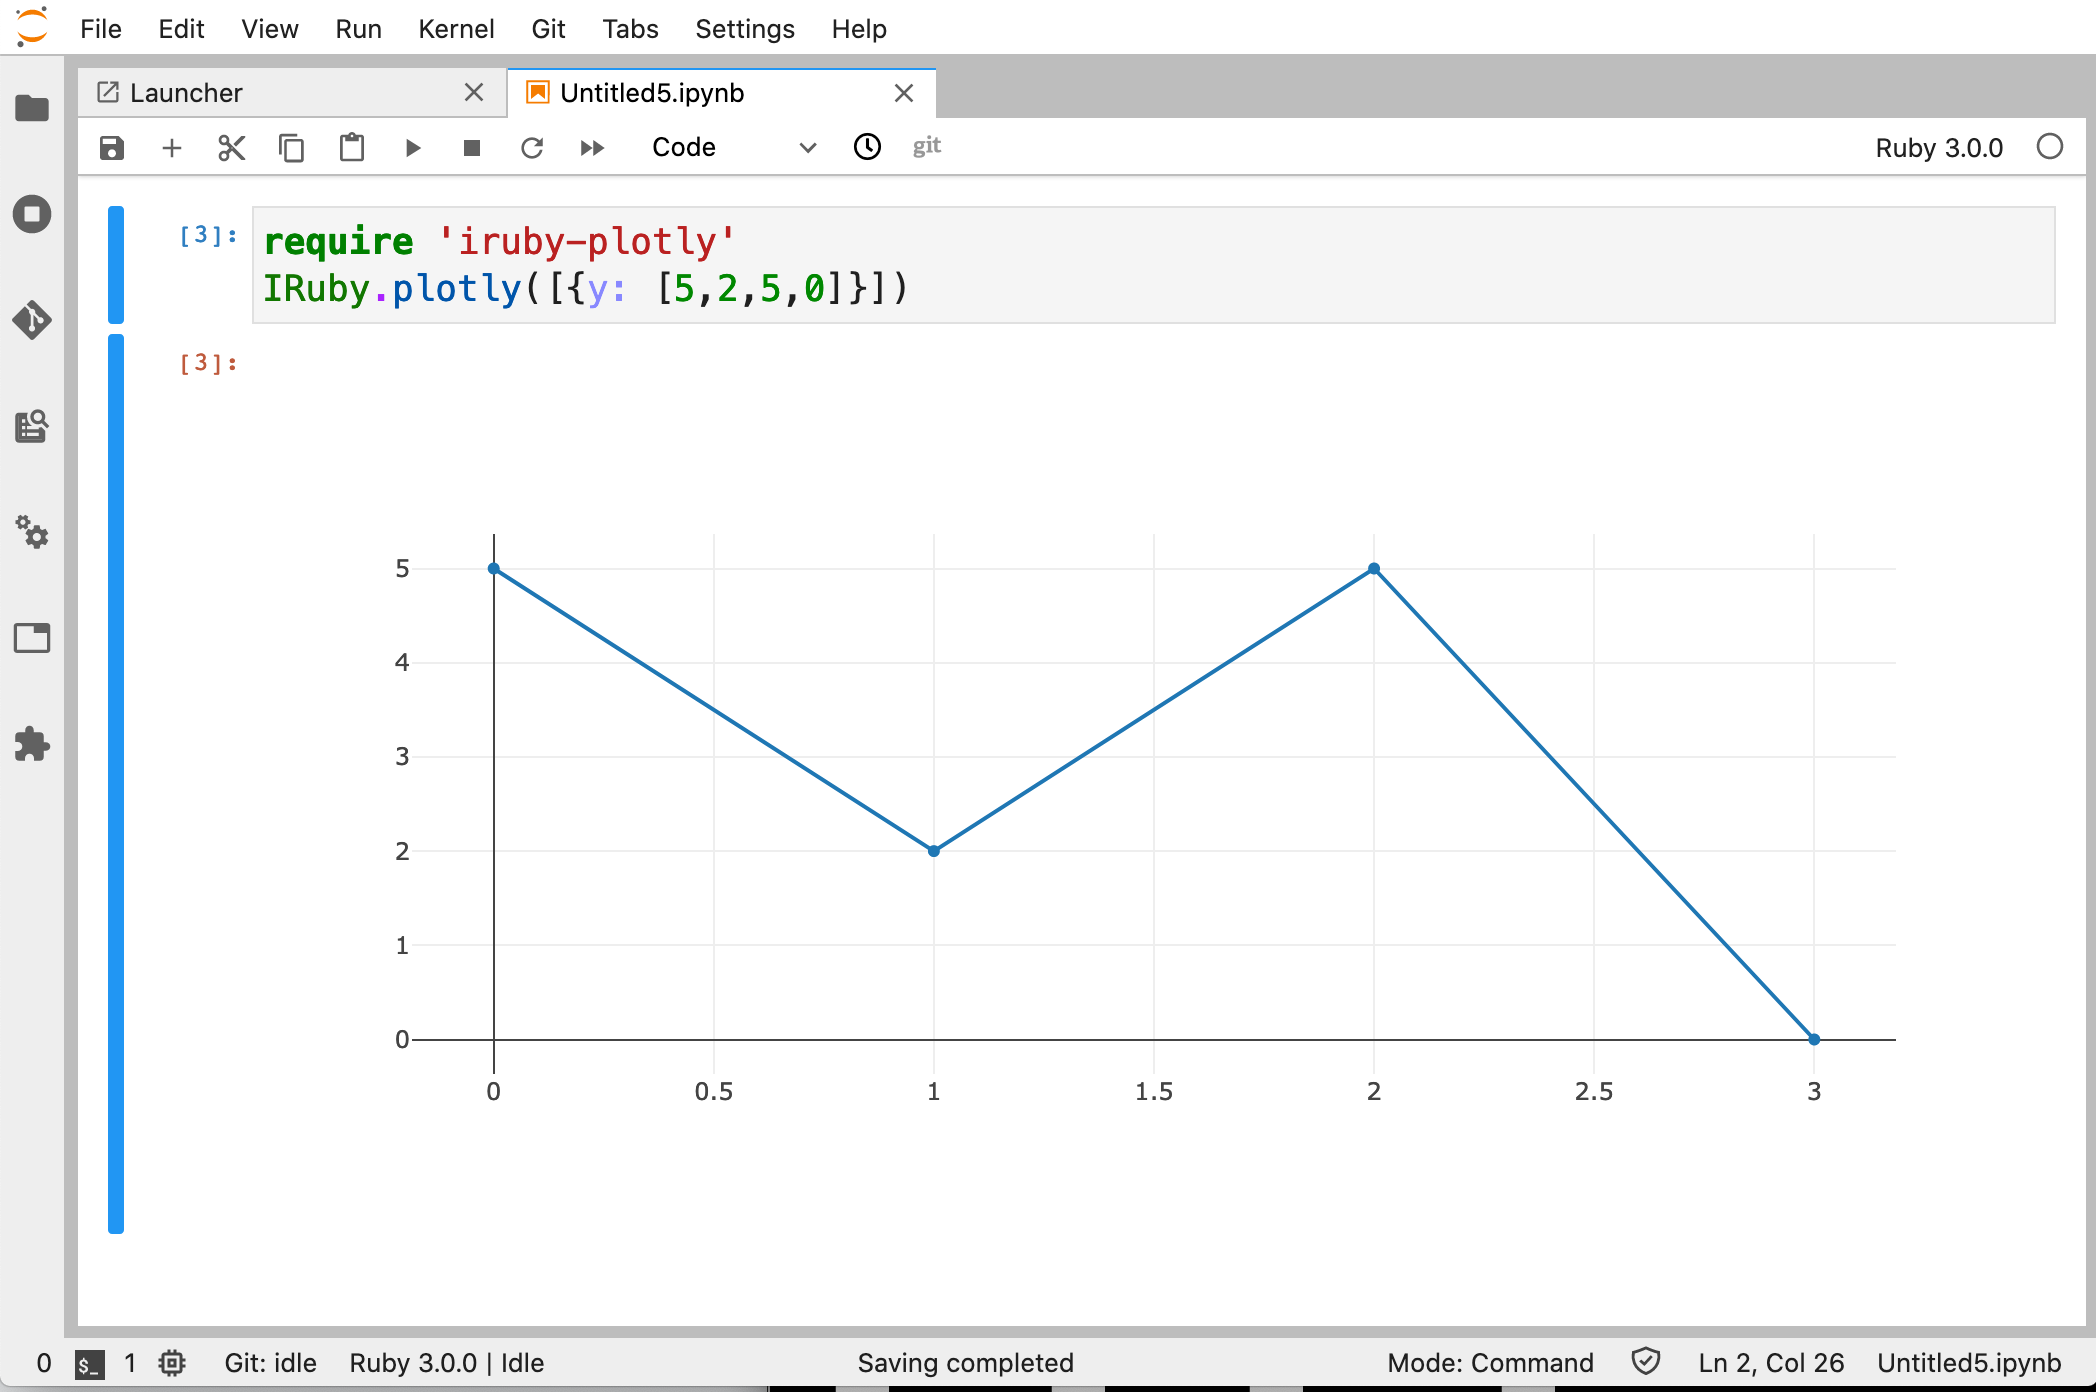 File Edit View Run Kernel Git Tabs Settings Help
Launcher
Untitled5.ipynb
Code
git
Ruby 3.0.0
[3]:
require 'iruby-plotly'
IRuby.plotly([{y: [5,2,5,0]}])
[3]:
5
4
3
2
1
0
0 0.5 1 1.5 2 2.5 3
0 $_ 1 Git: idle Ruby 3.0.0 | Idle Saving completed Mode: Command Ln 2, Col 26 Untitled5.ipynb